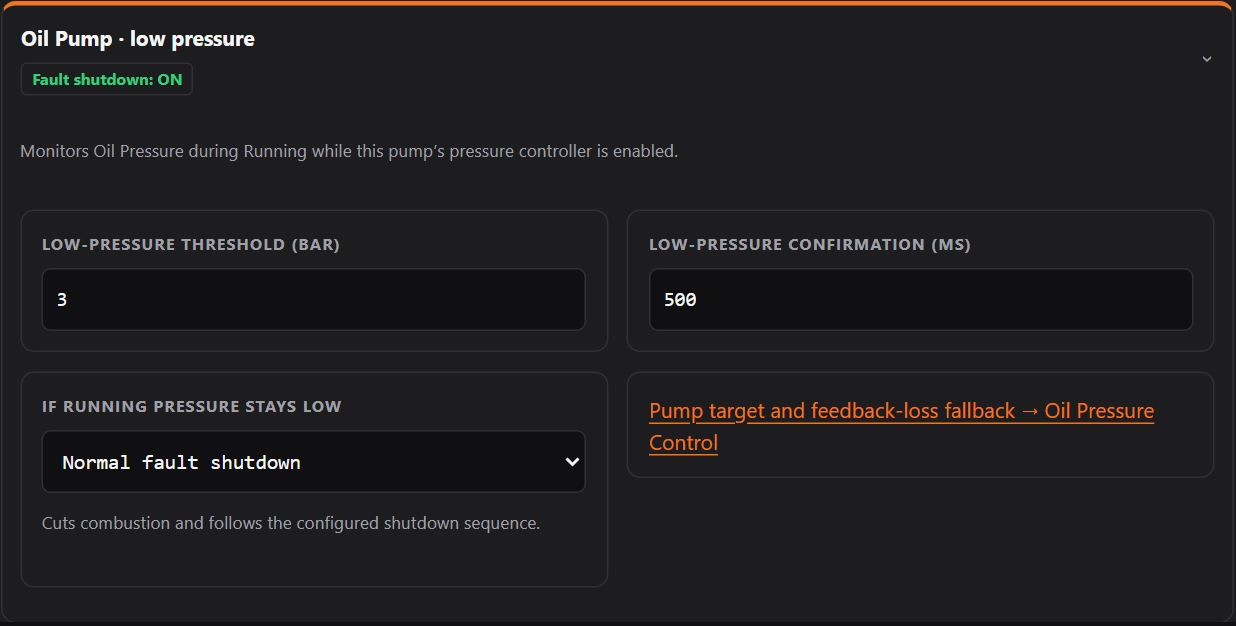 Oil Pump · low pressure
Fault shutdown: ON
Monitors Oil Pressure during Running while this pump's pressure controller is enabled.
LOW-PRESSURE THRESHOLD (BAR)
3
LOW-PRESSURE CONFIRMATION (MS)
500
IF RUNNING PRESSURE STAYS LOW
Normal fault shutdown
Cuts combustion and follows the configured shutdown sequence.
Pump target and feedback-loss fallback → Oil Pressure
Control